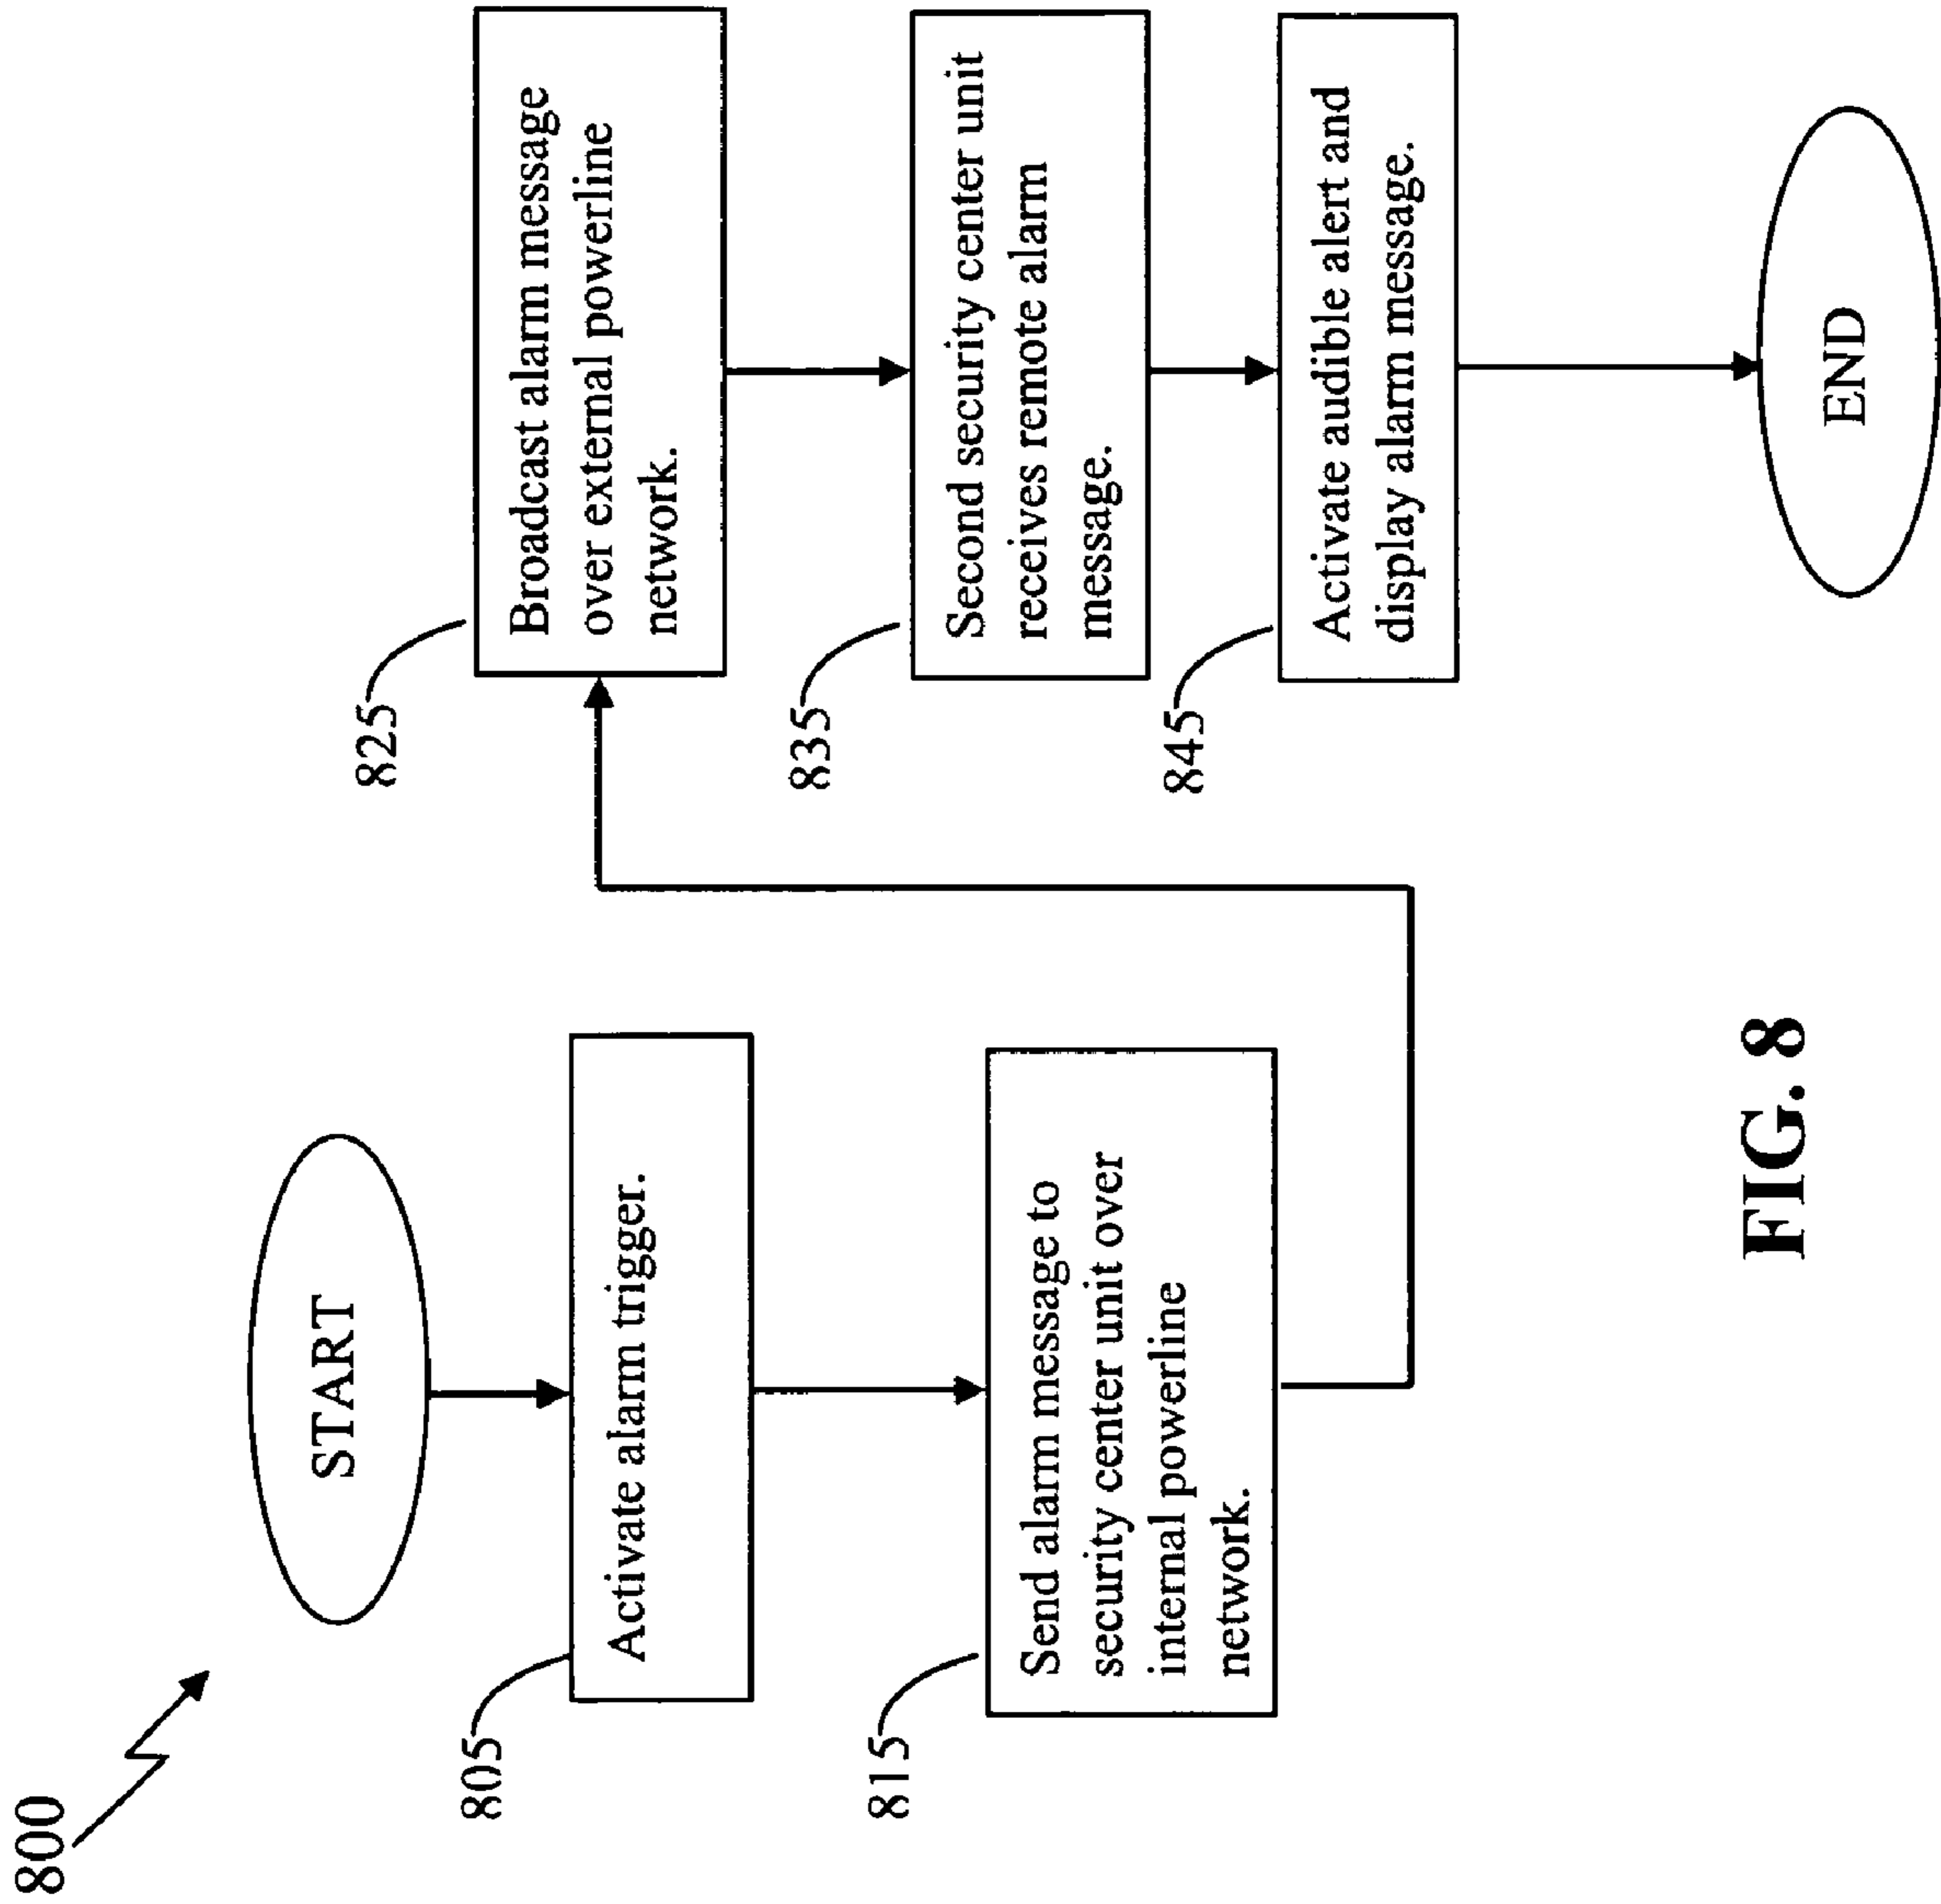 800
START
805
Activate alarm trigger.
815
Send alarm message to
security center unit over
internal powerline
network.
825
Broadcast alarm message
over external powerline
network.
835
Second security center unit
receives remote alarm
message.
845
Activate audible alert and
display alarm message.
END
FIG. 8